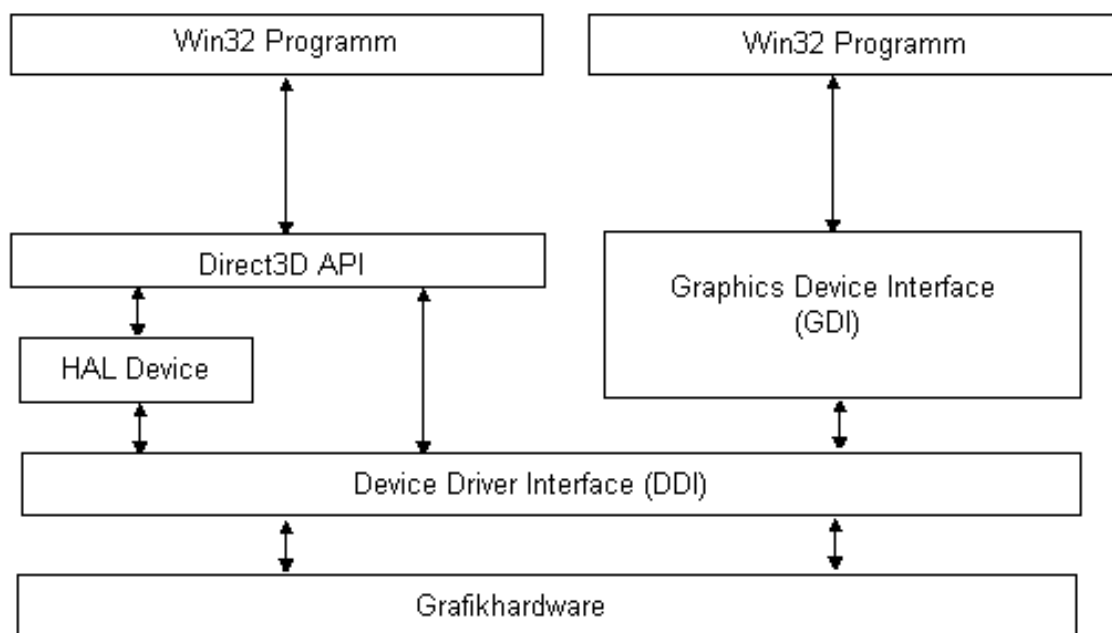 Win32 Programm
Win32 Programm
Direct3D API
Graphics Device Interface
(GDI)
HAL Device
Device Driver Interface (DDI)
Grafikhardware